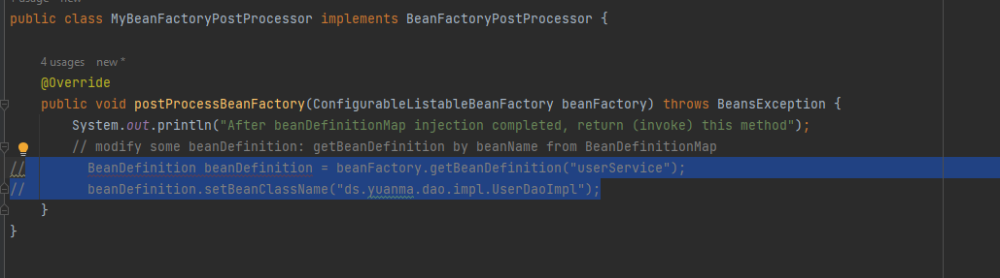 public class MyBeanFactoryPostProcessor implements BeanFactoryPostProcessor {
4 usages new *
@Override
public void postProcessBeanFactory(ConfigurableListableBeanFactory beanFactory) throws BeansException {
System.out.println("After beanDefinitionMap injection completed, return (invoke) this method");
// modify some beanDefinition: getBeanDefinition by beanName from BeanDefinitionMap
// BeanDefinition beanDefinition = beanFactory.getBeanDefinition("userService");
// beanDefinition.setBeanClassName("ds.yuanma.dao.impl.UserDaoImpl");
}
}